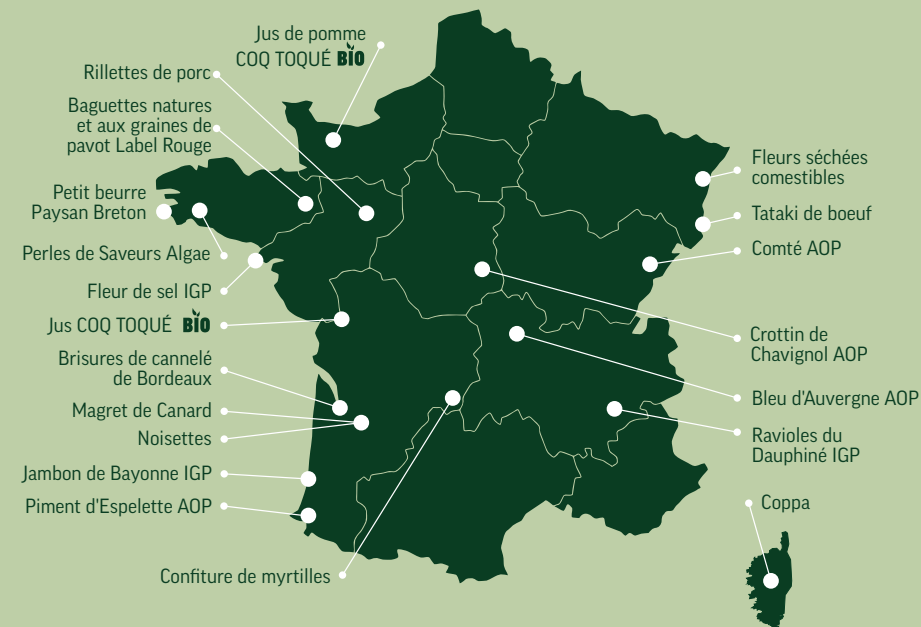 Jus de pomme
COQ TOQUÉ BIO
Rillettes de porc
Baguettes natures
et aux graines de
pavot Label Rouge
Petit beurre
Paysan Breton
Perles de Saveurs Algae
Fleur de sel IGP
Jus COQ TOQUÉ BIO
Brisures de cannelé
de Bordeaux
Magret de Canard
Noisettes
Jambon de Bayonne IGP
Piment d'Espelette AOP
Confiture de myrtilles
Fleurs séchées
comestibles
Tataki de boeuf
Comté AOP
Crottin de
Chavignol AOP
Bleu d'Auvergne AOP
Ravioles du
Dauphiné IGP
Coppa